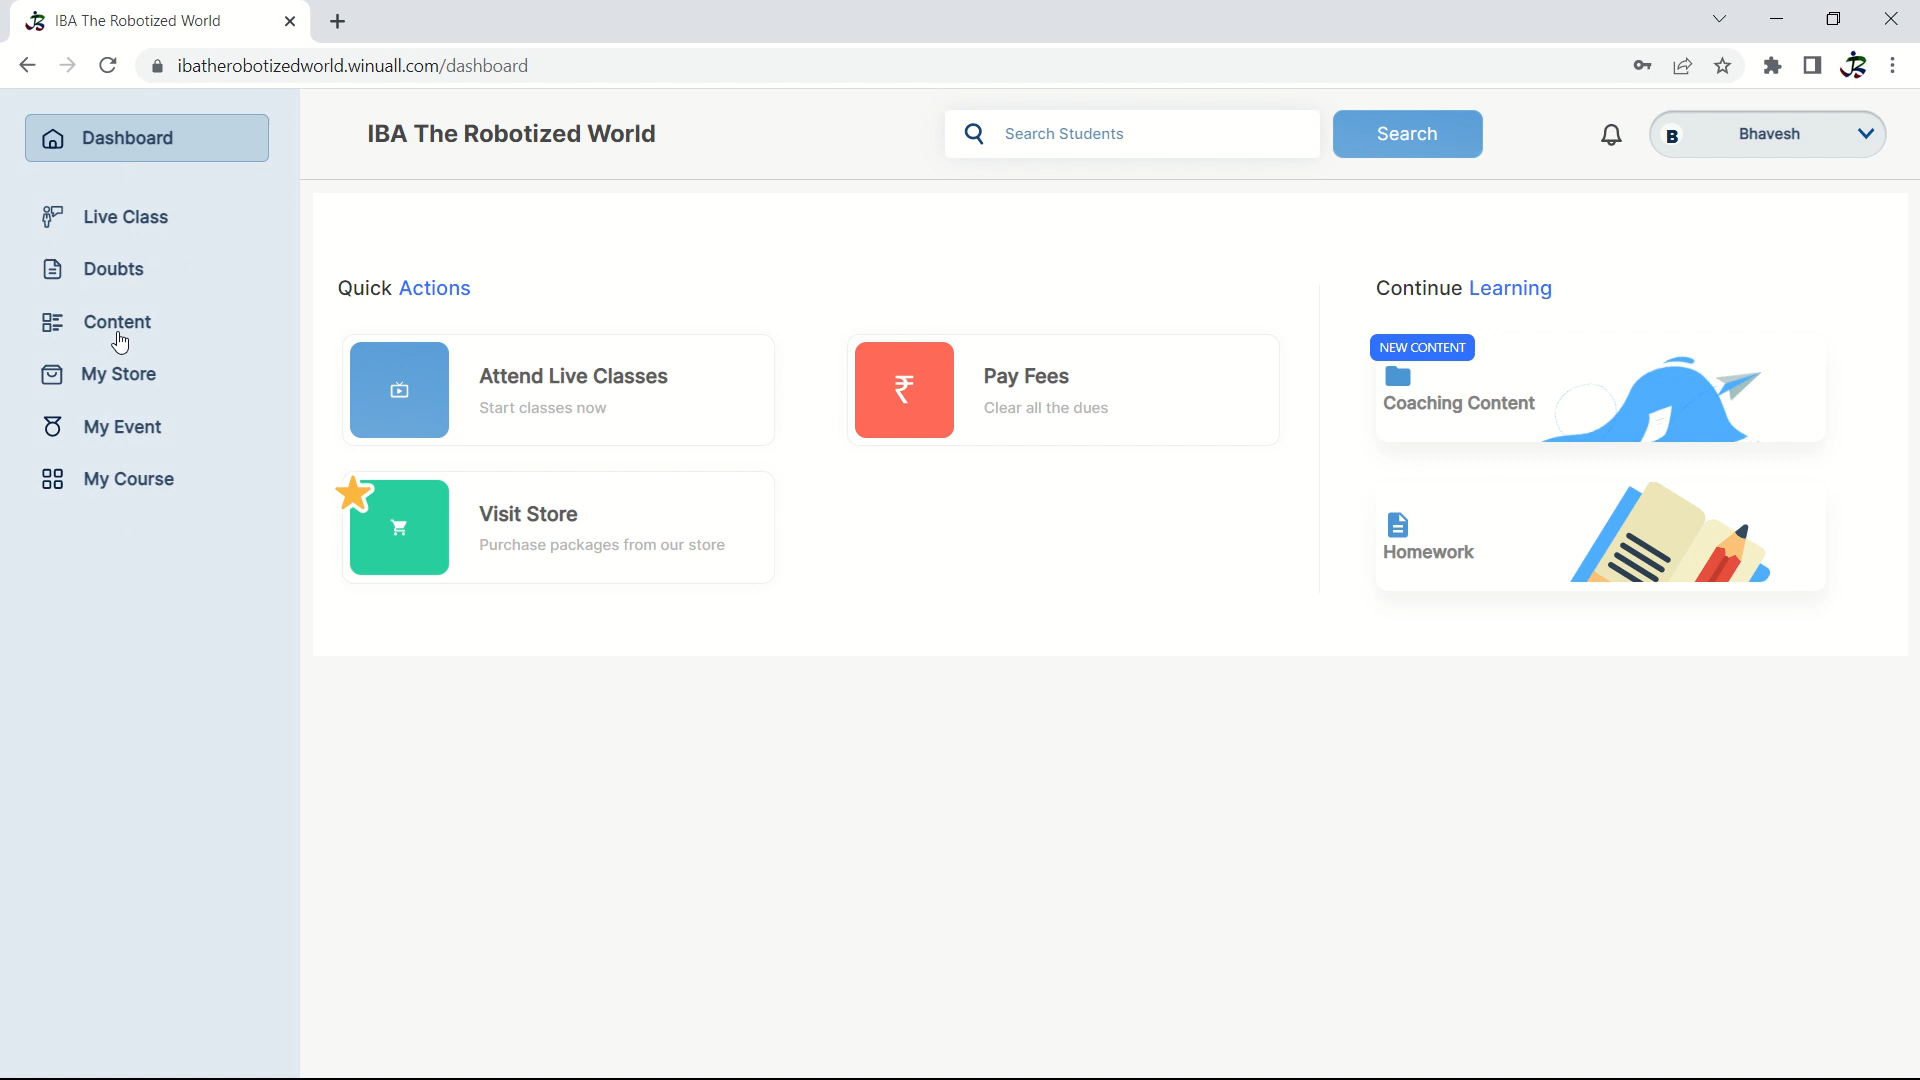 IBA The Robotized World
ibatherobotizedworld.winuall.com/dashboard
Dashboard
Live Class
Doubts
Content
My Store
My Event
My Course
IBA The Robotized World
Search Students
Search
B
Bhavesh
Quick Actions
Attend Live Classes
Start classes now
₹
Pay Fees
Clear all the dues
Visit Store
Purchase packages from our store
Continue Learning
NEW CONTENT
Coaching Content
Homework